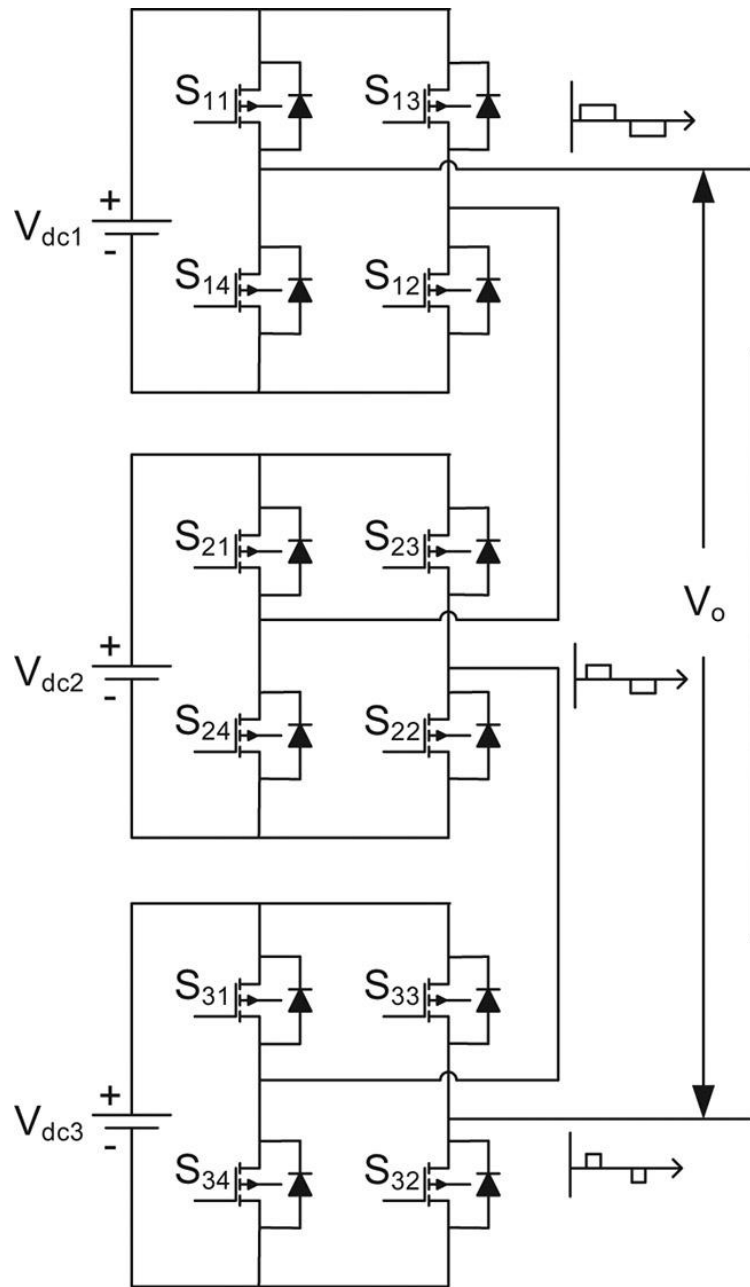 S11
S13
+
Vdc1
-
S14
S12
S21
S23
Vo
+
Vdc2
-
S24
S22
S31
S33
+
Vdc3
-
S34
S32